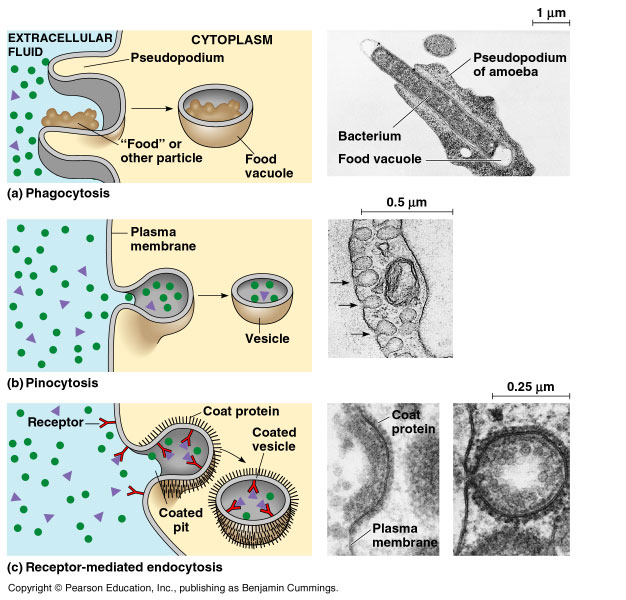 1 µm
EXTRACELLULAR
FLUID
CYTOPLASM
Pseudopodium
"Food" or
other particle
Food
vacuole
Pseudopodium
of amoeba
Bacterium
Food vacuole
(a) Phagocytosis
0.5 µm
Plasma
membrane
Vesicle
(b) Pinocytosis
0.25 µm
Receptor
Coat protein
Coated
vesicle
Coated
pit
Coat
protein
Plasma
membrane
(c) Receptor-mediated endocytosis
Copyright © Pearson Education, Inc., publishing as Benjamin Cummings.